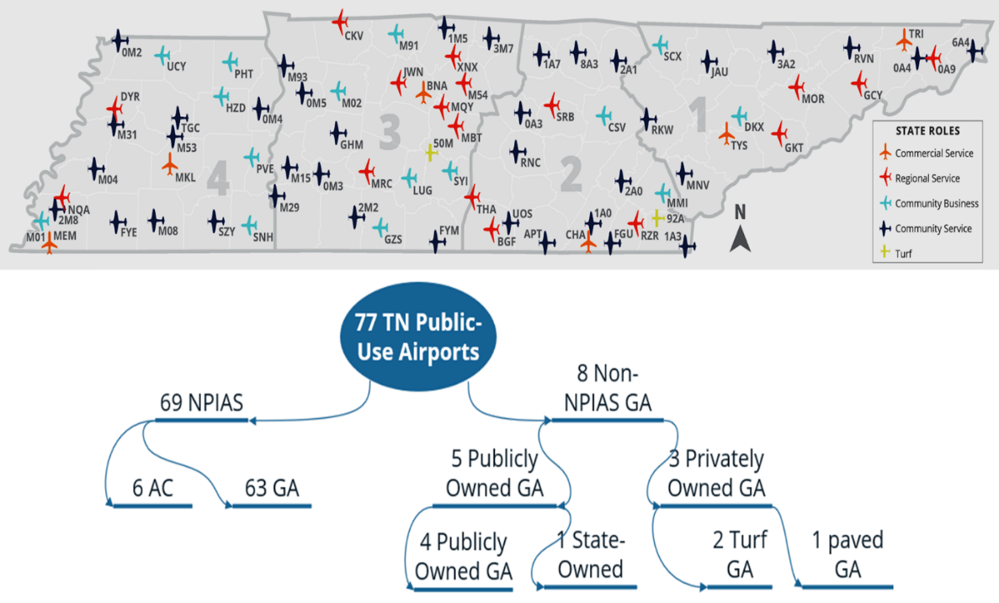 0M2
UCY
PHT
DYR
HZD
M31
TGC
0M4
M53
M04
MKL
PVE
4
NQA
2M8
M01
MEM
FYE
M08
SZY
SNH
CKV
M91
1M5
3M7
M93
XNX
JWN
BNA
M54
0M5
M02
MQY
3
MBT
GHM
50M
M15
0M3
MRC
LUG
SYI
M29
2M2
GZS
FYM
THA
1A7
8A3
2A1
0A3
SRB
CSV
RNC
2
2A0
UOS
BGF
APT
1A0
CHA
FGU
RZR
92A
1A3
MMI
MNV
RKW
SCX
JAU
3A2
RVN
TRI
6A4
0A4
0A9
MOR
GCY
1
DKX
TYS
GKT
N
STATE ROLES
Commercial Service
Regional Service
Community Business
Community Service
Turf
77 TN Public-
Use Airports
69 NPIAS
8 Non-
NPIAS GA
6 AC
63 GA
5 Publicly
Owned GA
3 Privately
Owned GA
4 Publicly
Owned GA
1 State-
Owned
2 Turf
GA
1 paved
GA